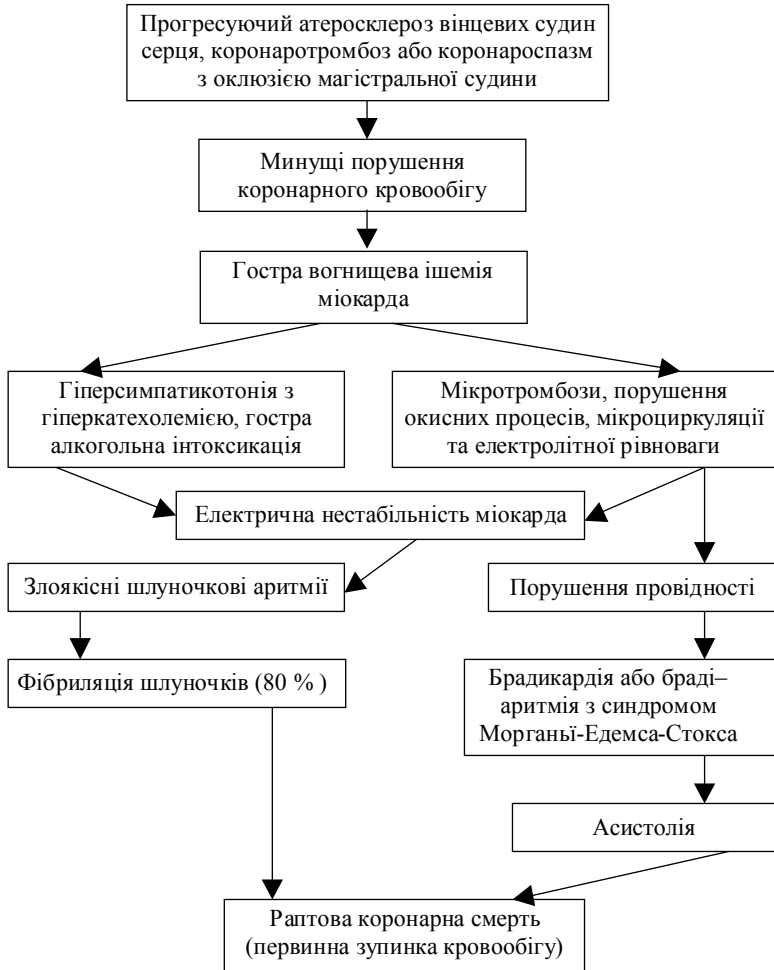 Прогресуючий атеросклероз вінцевих судин
серця, коронаротромбоз або коронароспазм
з оклюзією магістральної судини
Минущі порушення
коронарного кровообігу
Гостра вогнищева ішемія
міокарда
Гіперсимпатикотонія з
гіперкатехолемією, гостра
алкогольна інтоксикація
Мікротромбози, порушення
окисних процесів, мікроциркуляції
та електролітної рівноваги
Електрична нестабільність міокарда
Злоякісні шлуночкові аритмії
Порушення провідності
Фібриляція шлуночків (80 % )
Брадикардія або браді–
аритмія з синдромом
Морганьї-Едемса-Стокса
Асистолія
Раптова коронарна смерть
(первинна зупинка кровообігу)